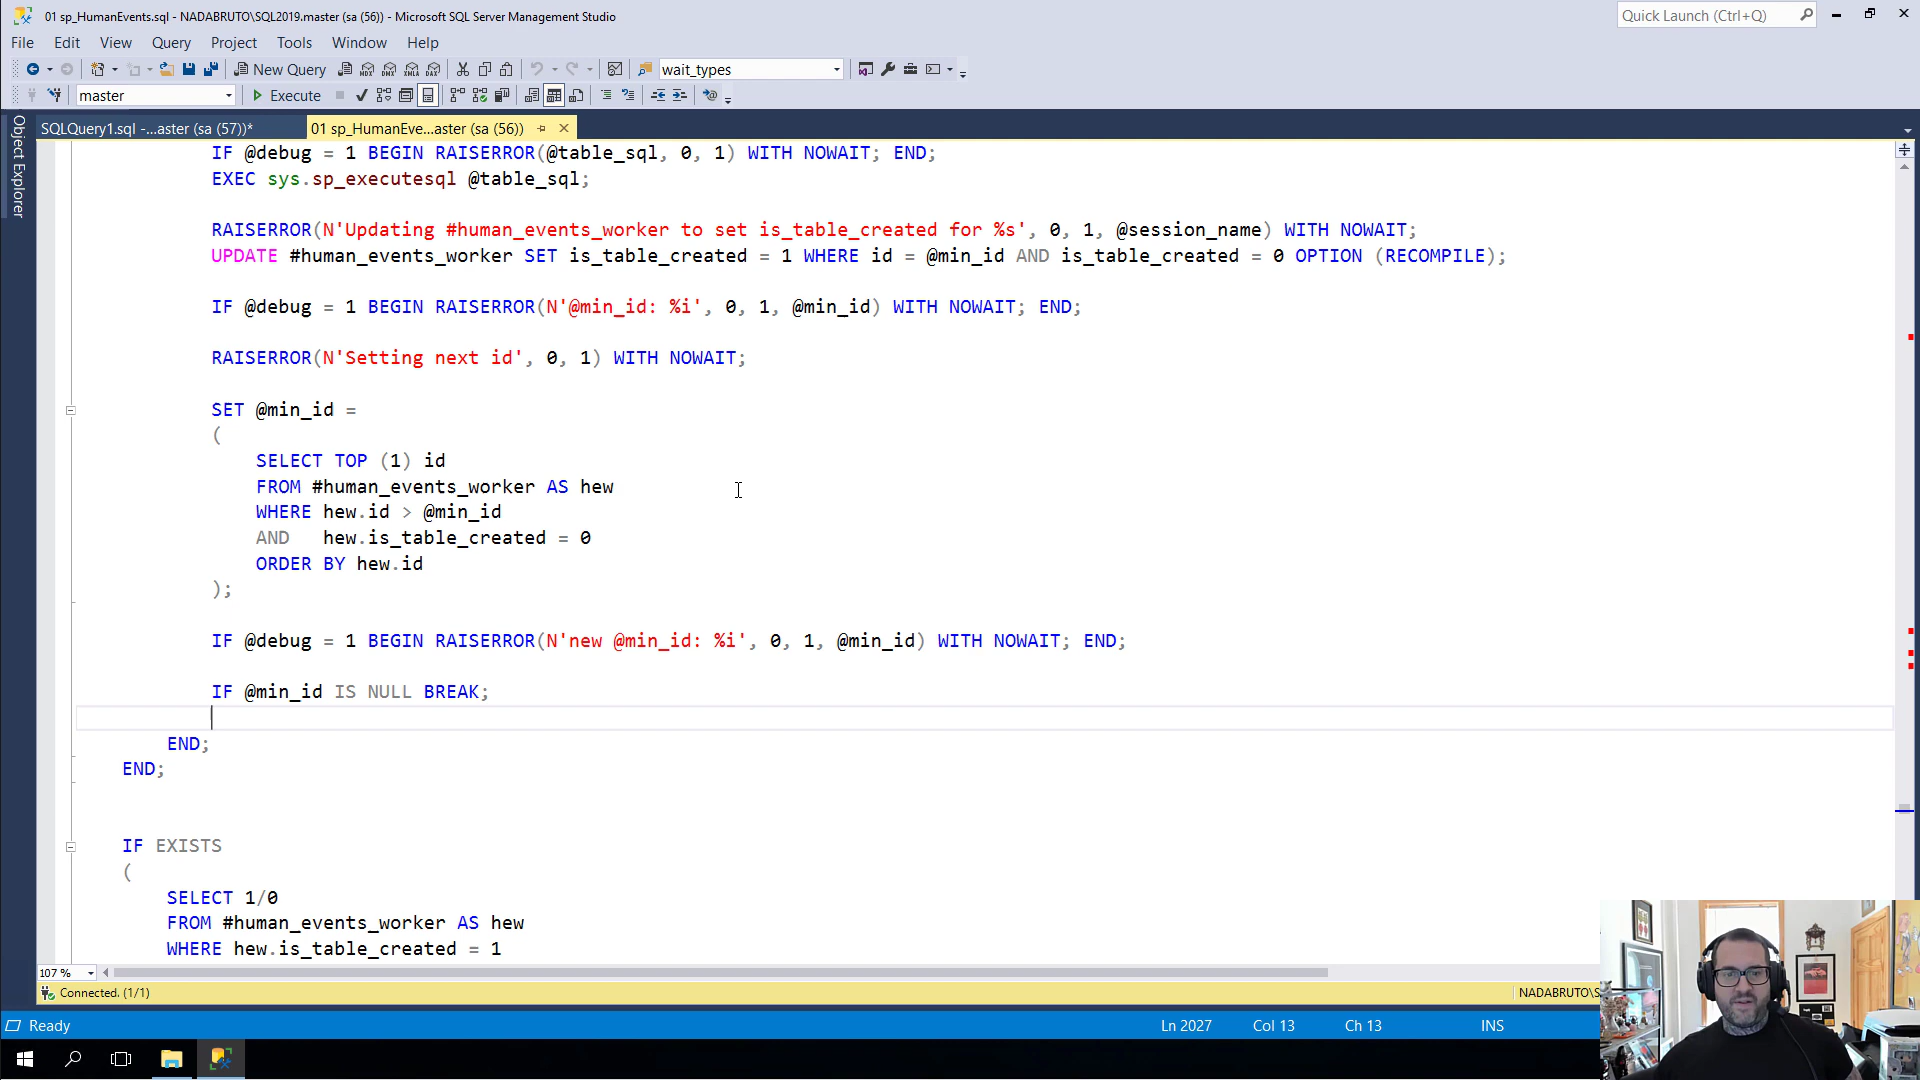 01 sp_HumanEvents.sql - NADABRUTO\SQL2019.master (sa (56)) - Microsoft SQL Server Management Studio
Quick Launch (Ctrl+Q)
File Edit View Query Project Tools Window Help
New Query
wait_types
master
Execute
Object Explorer
SQLQuery1.sql -...aster (sa (57))*
01 sp_HumanEve...aster (sa (56))
IF @debug = 1 BEGIN RAISERROR(@table_sql, 0, 1) WITH NOWAIT; END;
EXEC sys.sp_executesql @table_sql;
RAISERROR(N'Updating #human_events_worker to set is_table_created for %s', 0, 1, @session_name) WITH NOWAIT;
UPDATE #human_events_worker SET is_table_created = 1 WHERE id = @min_id AND is_table_created = 0 OPTION (RECOMPILE);
IF @debug = 1 BEGIN RAISERROR(N'@min_id: %i', 0, 1, @min_id) WITH NOWAIT; END;
RAISERROR(N'Setting next id', 0, 1) WITH NOWAIT;
SET @min_id =
(
SELECT TOP (1) id
FROM #human_events_worker AS hew
WHERE hew.id > @min_id
AND hew.is_table_created = 0
ORDER BY hew.id
);
IF @debug = 1 BEGIN RAISERROR(N'new @min_id: %i', 0, 1, @min_id) WITH NOWAIT; END;
IF @min_id IS NULL BREAK;
END;
END;
IF EXISTS
(
SELECT 1/0
FROM #human_events_worker AS hew
WHERE hew.is_table_created = 1
107 %
Connected. (1/1)
NADABRUTO\S
Ready
Ln 2027
Col 13
Ch 13
INS